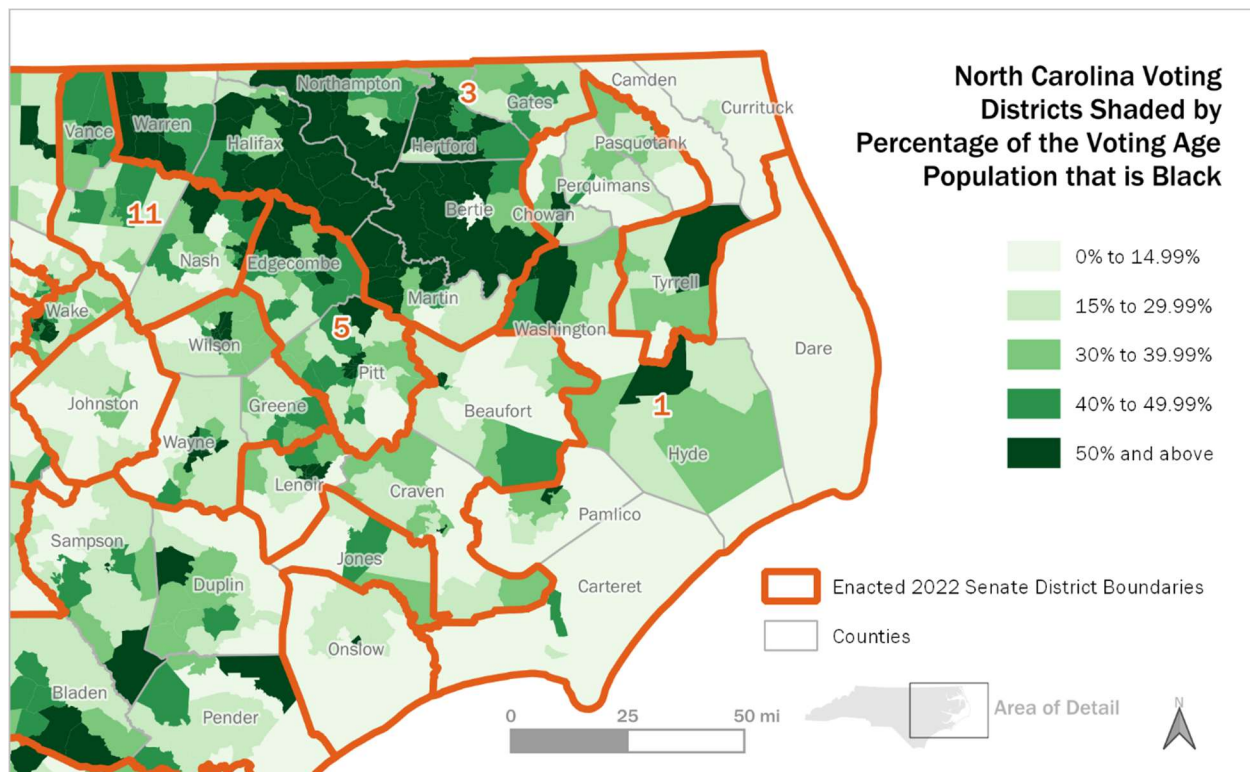 North Carolina Voting
Districts Shaded by
Percentage of the Voting Age
Population that is Black
0% to 14.99%
15% to 29.99%
30% to 39.99%
40% to 49.99%
50% and above
Enacted 2022 Senate District Boundaries
Counties
Area of Detail
N
0 25 50 mi
Camden
Northampton
3
Gates
Currituck
Vance
Warren
Halifax
Hertford
Pasquotank
Perquimans
11
Bertie
Chowan
Nash
Edgecombe
Tyrrell
Martin
Wake
5
Washington
Wilson
Dare
Pitt
Johnston
Greene
Beaufort
1
Wayne
Hyde
Lenoir
Craven
Pamlico
Sampson
Jones
Duplin
Carteret
Onslow
Bladen
Pender